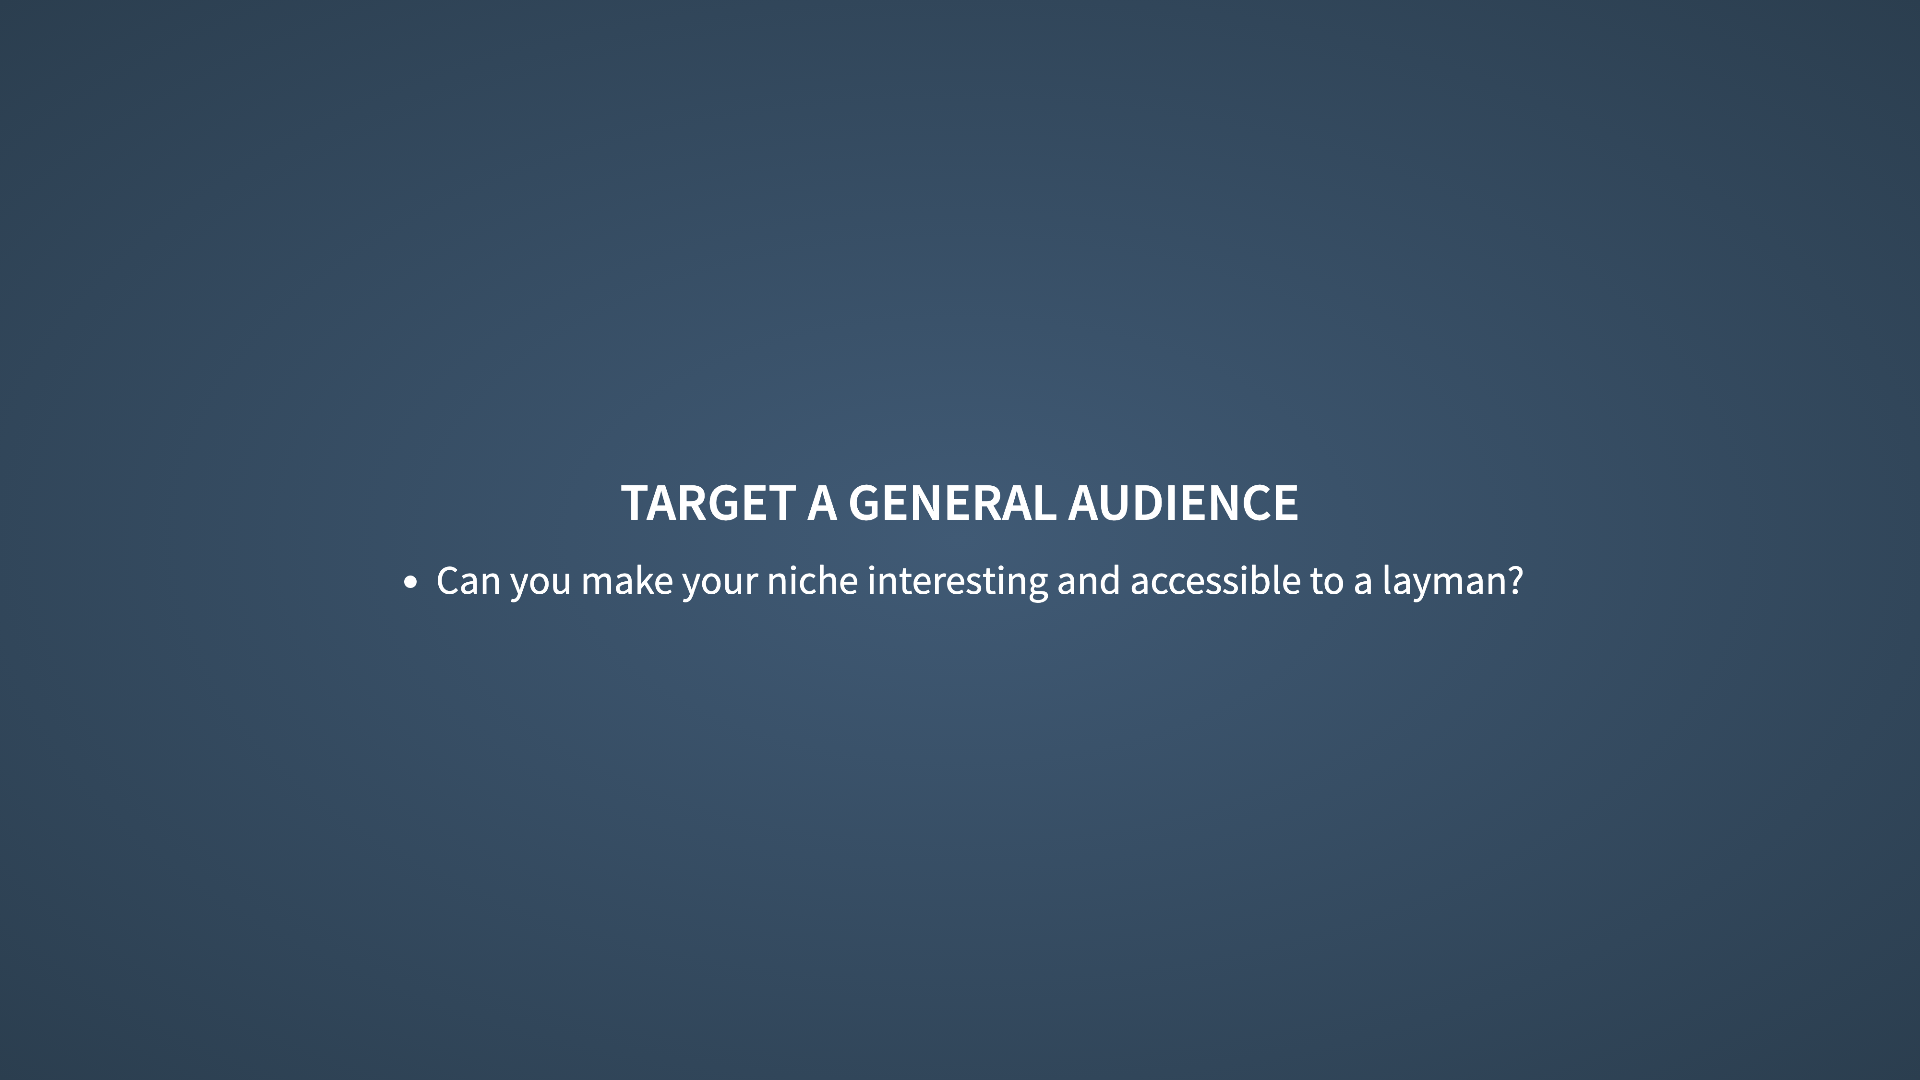 TARGET A GENERAL AUDIENCE
• Can you make your niche interesting and accessible to a layman?